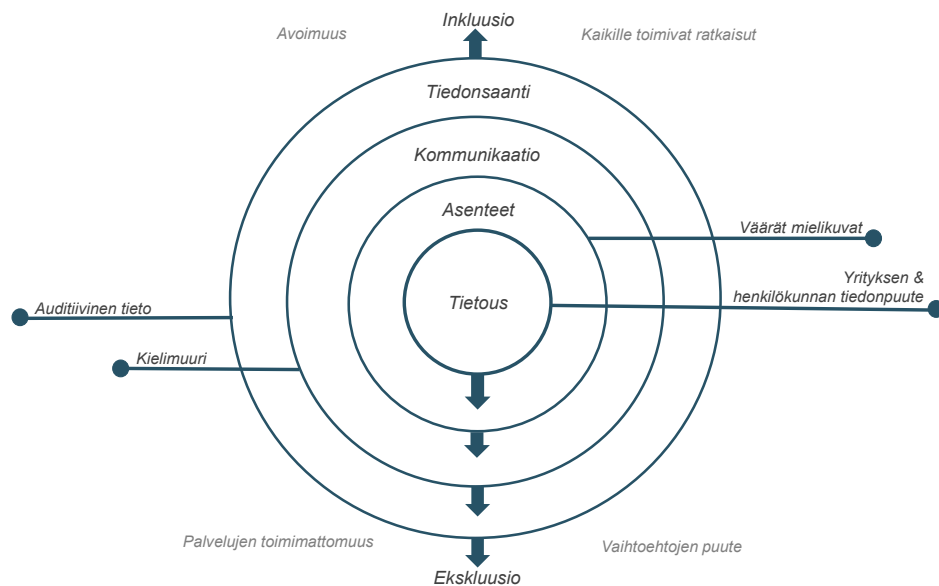 Inkluusio
Avoimuus
Kaikille toimivat ratkaisut
Tiedonsaanti
Kommunikaatio
Asenteet
Väärät mielikuvat
Yrityksen &
henkilökunnan tiedonpuute
Tietous
Auditiivinen tieto
Kielimuuri
Palvelujen toimimattomuus
Vaihtoehtojen puute
Ekskluusio